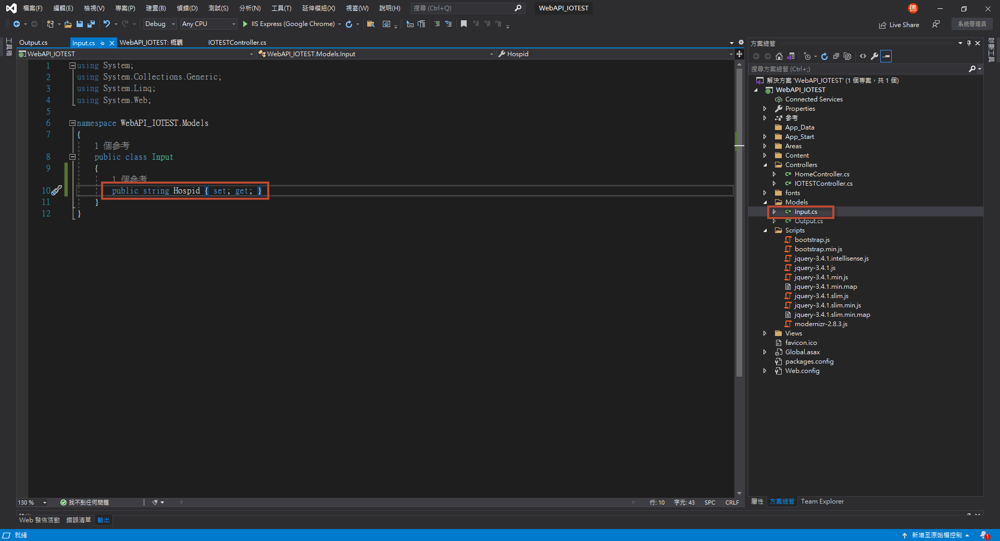 檔案(F) 編輯(E) 檢視(V) 專案(P) 建置(B) 偵錯(D) 測試(S) 分析(N) 工具(T) 延伸模組(X) 視窗(W) 說明(H) 搜尋 (Ctrl+Q) WebAPI_IOTEST 德
Debug Any CPU IIS Express (Google Chrome) Live Share 系統管理員
工具箱
Output.cs Input.cs WebAPI_IOTEST: 概觀 IOTESTController.cs
WebAPI_IOTEST WebAPI_IOTEST.Models.Input Hospid
1 using System;
2 using System.Collections.Generic;
3 using System.Linq;
4 using System.Web;
5
6 namespace WebAPI_IOTEST.Models
7 {
1 個參考
8 public class Input
9 {
1 個參考
10 public string Hospid { set; get; }
11 }
12 }
130 % 找不到任何問題 行: 10 字元: 43 SPC CRLF
Web 發佈活動 錯誤清單 輸出
方案總管
搜尋方案總管 (Ctrl+;)
解決方案 'WebAPI_IOTEST' (1 個專案，共 1 個)
WebAPI_IOTEST
Connected Services
Properties
參考
App_Data
App_Start
Areas
Content
Controllers
C# HomeController.cs
C# IOTESTController.cs
fonts
Models
C# Input.cs
C# Output.cs
Scripts
bootstrap.js
bootstrap.min.js
jquery-3.4.1.intellisense.js
jquery-3.4.1.js
jquery-3.4.1.min.js
jquery-3.4.1.min.map
jquery-3.4.1.slim.js
jquery-3.4.1.slim.min.js
jquery-3.4.1.slim.min.map
modernizr-2.8.3.js
Views
favicon.ico
Global.asax
packages.config
Web.config
屬性 方案總管 Team Explorer
診斷工具
就緒 新增至原始檔控制 1